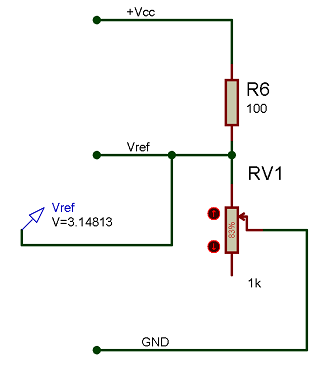 +Vcc
R6
100
Vref
RV1
Vref
V=3.14813
83%
1k
GND